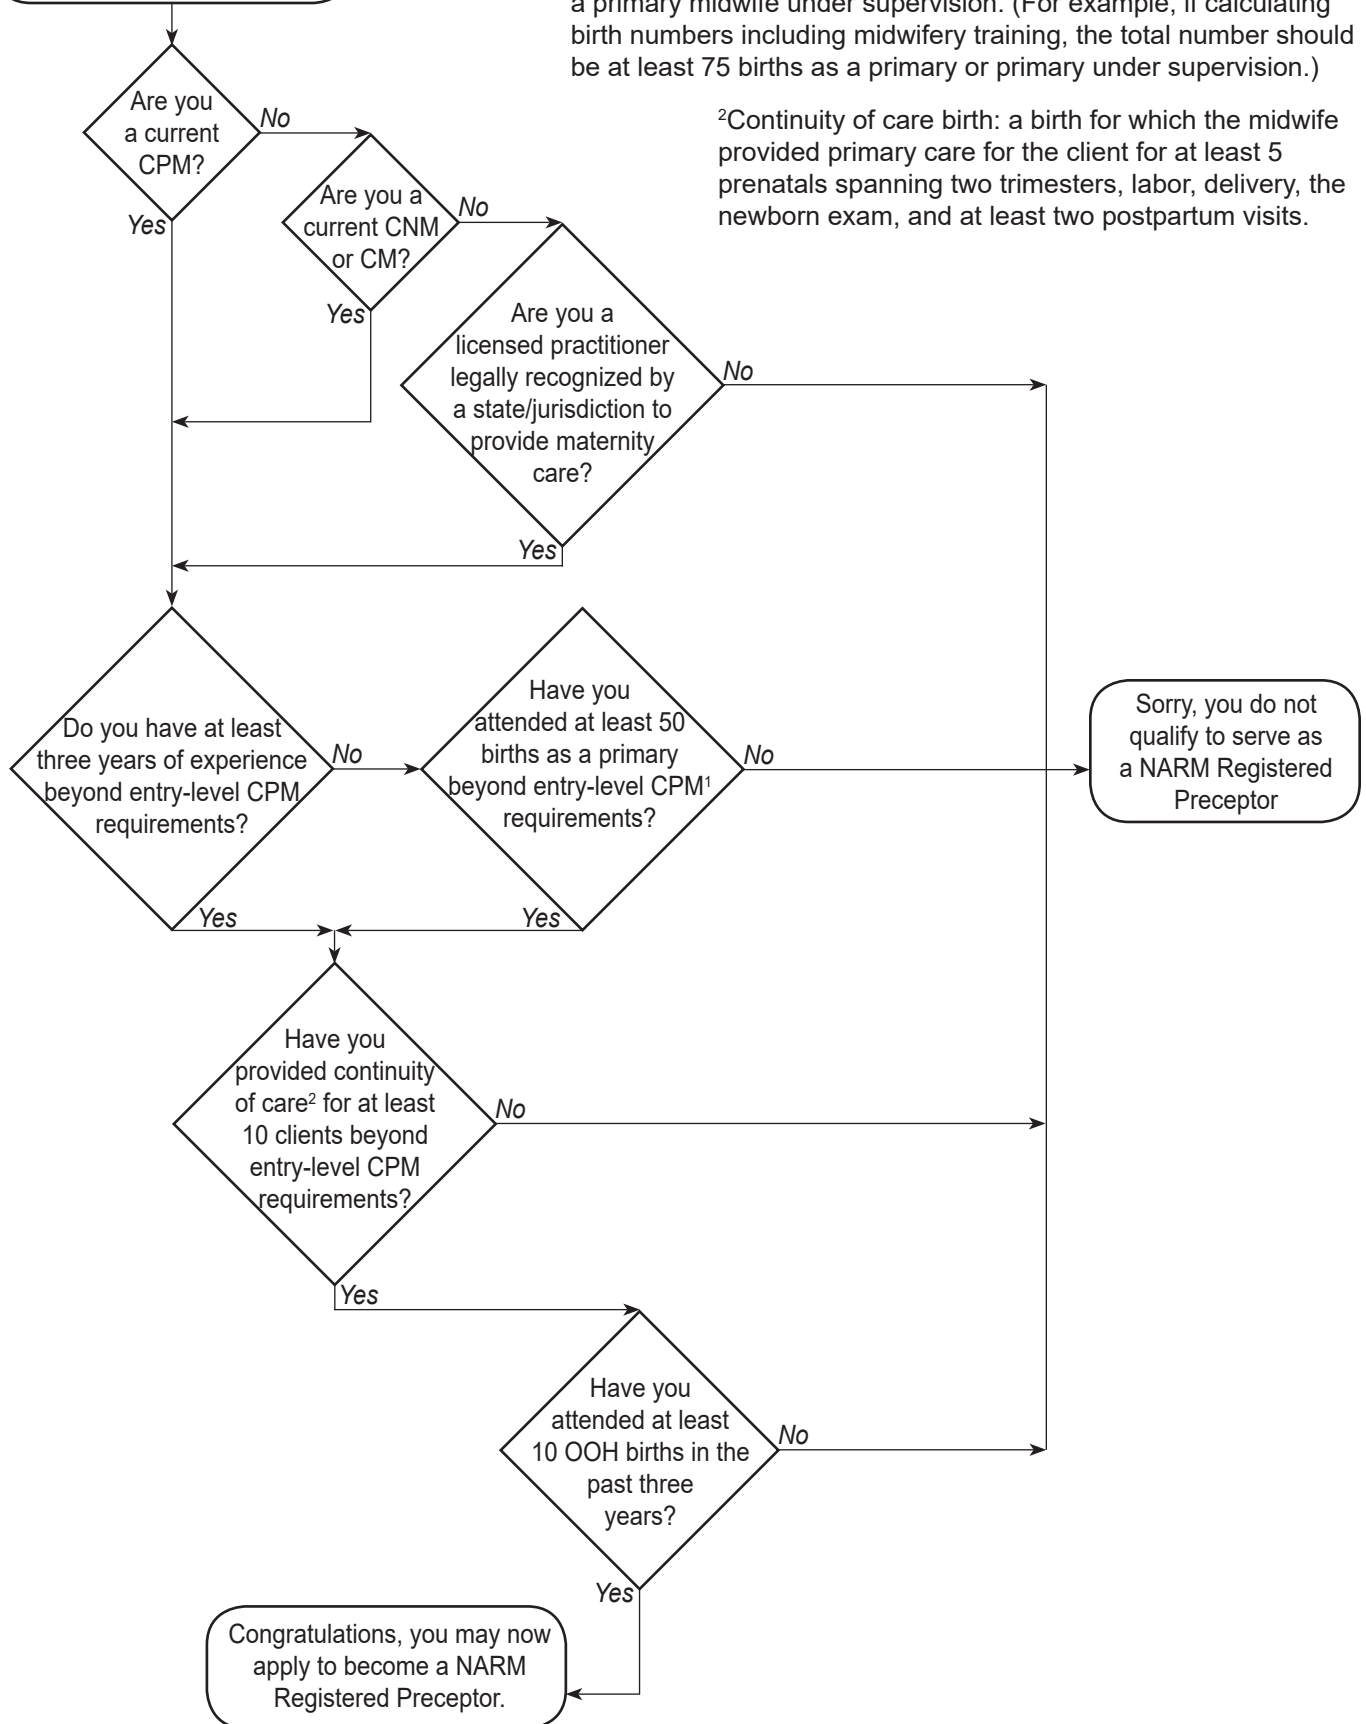 a primary midwife under supervision. (For example, if calculating
birth numbers including midwifery training, the total number should
be at least 75 births as a primary or primary under supervision.)
²Continuity of care birth: a birth for which the midwife
provided primary care for the client for at least 5
prenatals spanning two trimesters, labor, delivery, the
newborn exam, and at least two postpartum visits.
Are you
a current
CPM?
No
Yes
Are you a
current CNM
or CM?
No
Yes
Are you a
licensed practitioner
legally recognized by
a state/jurisdiction to
provide maternity
care?
No
Yes
Do you have at least
three years of experience
beyond entry-level CPM
requirements?
No
Yes
Have you
attended at least 50
births as a primary
beyond entry-level CPM¹
requirements?
No
Yes
Sorry, you do not
qualify to serve as
a NARM Registered
Preceptor
Have you
provided continuity
of care² for at least
10 clients beyond
entry-level CPM
requirements?
No
Yes
Have you
attended at least
10 OOH births in the
past three
years?
No
Yes
Congratulations, you may now
apply to become a NARM
Registered Preceptor.